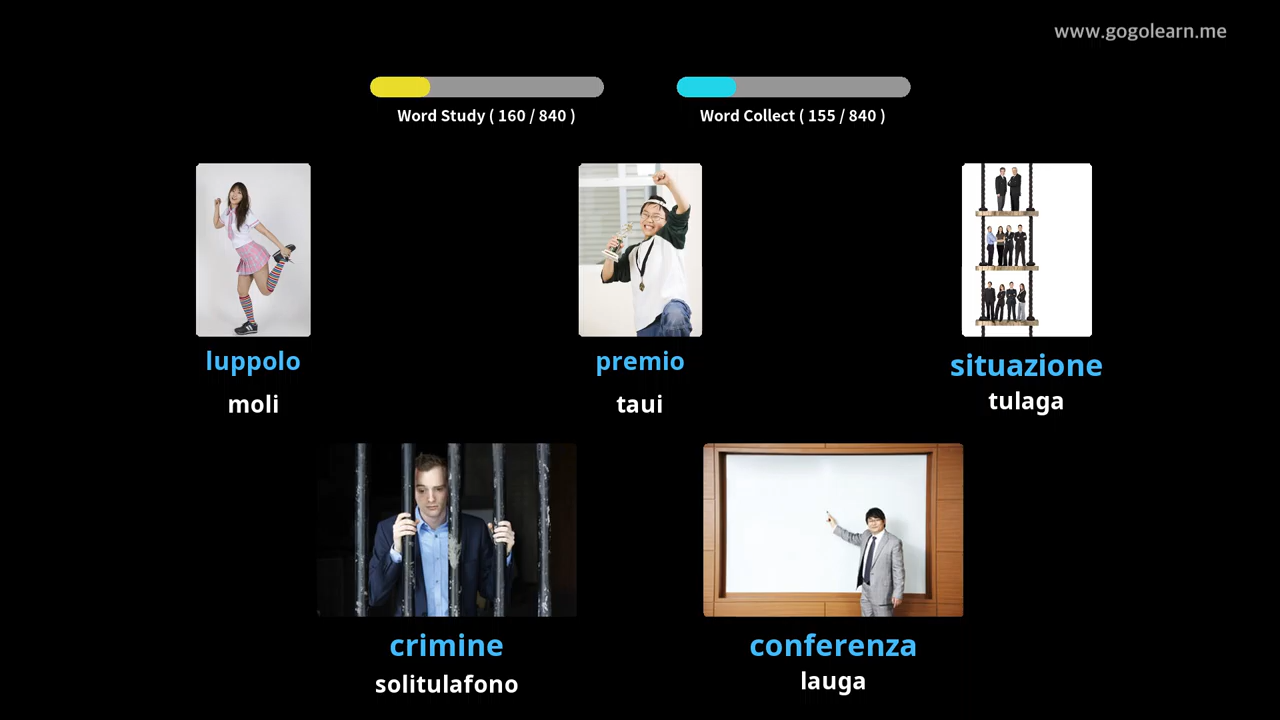 www.gogolearn.me
Word Study ( 160 / 840 )
Word Collect ( 155 / 840 )
luppolo
moli
premio
taui
situazione
tulaga
crimine
solitulafono
conferenza
lauga